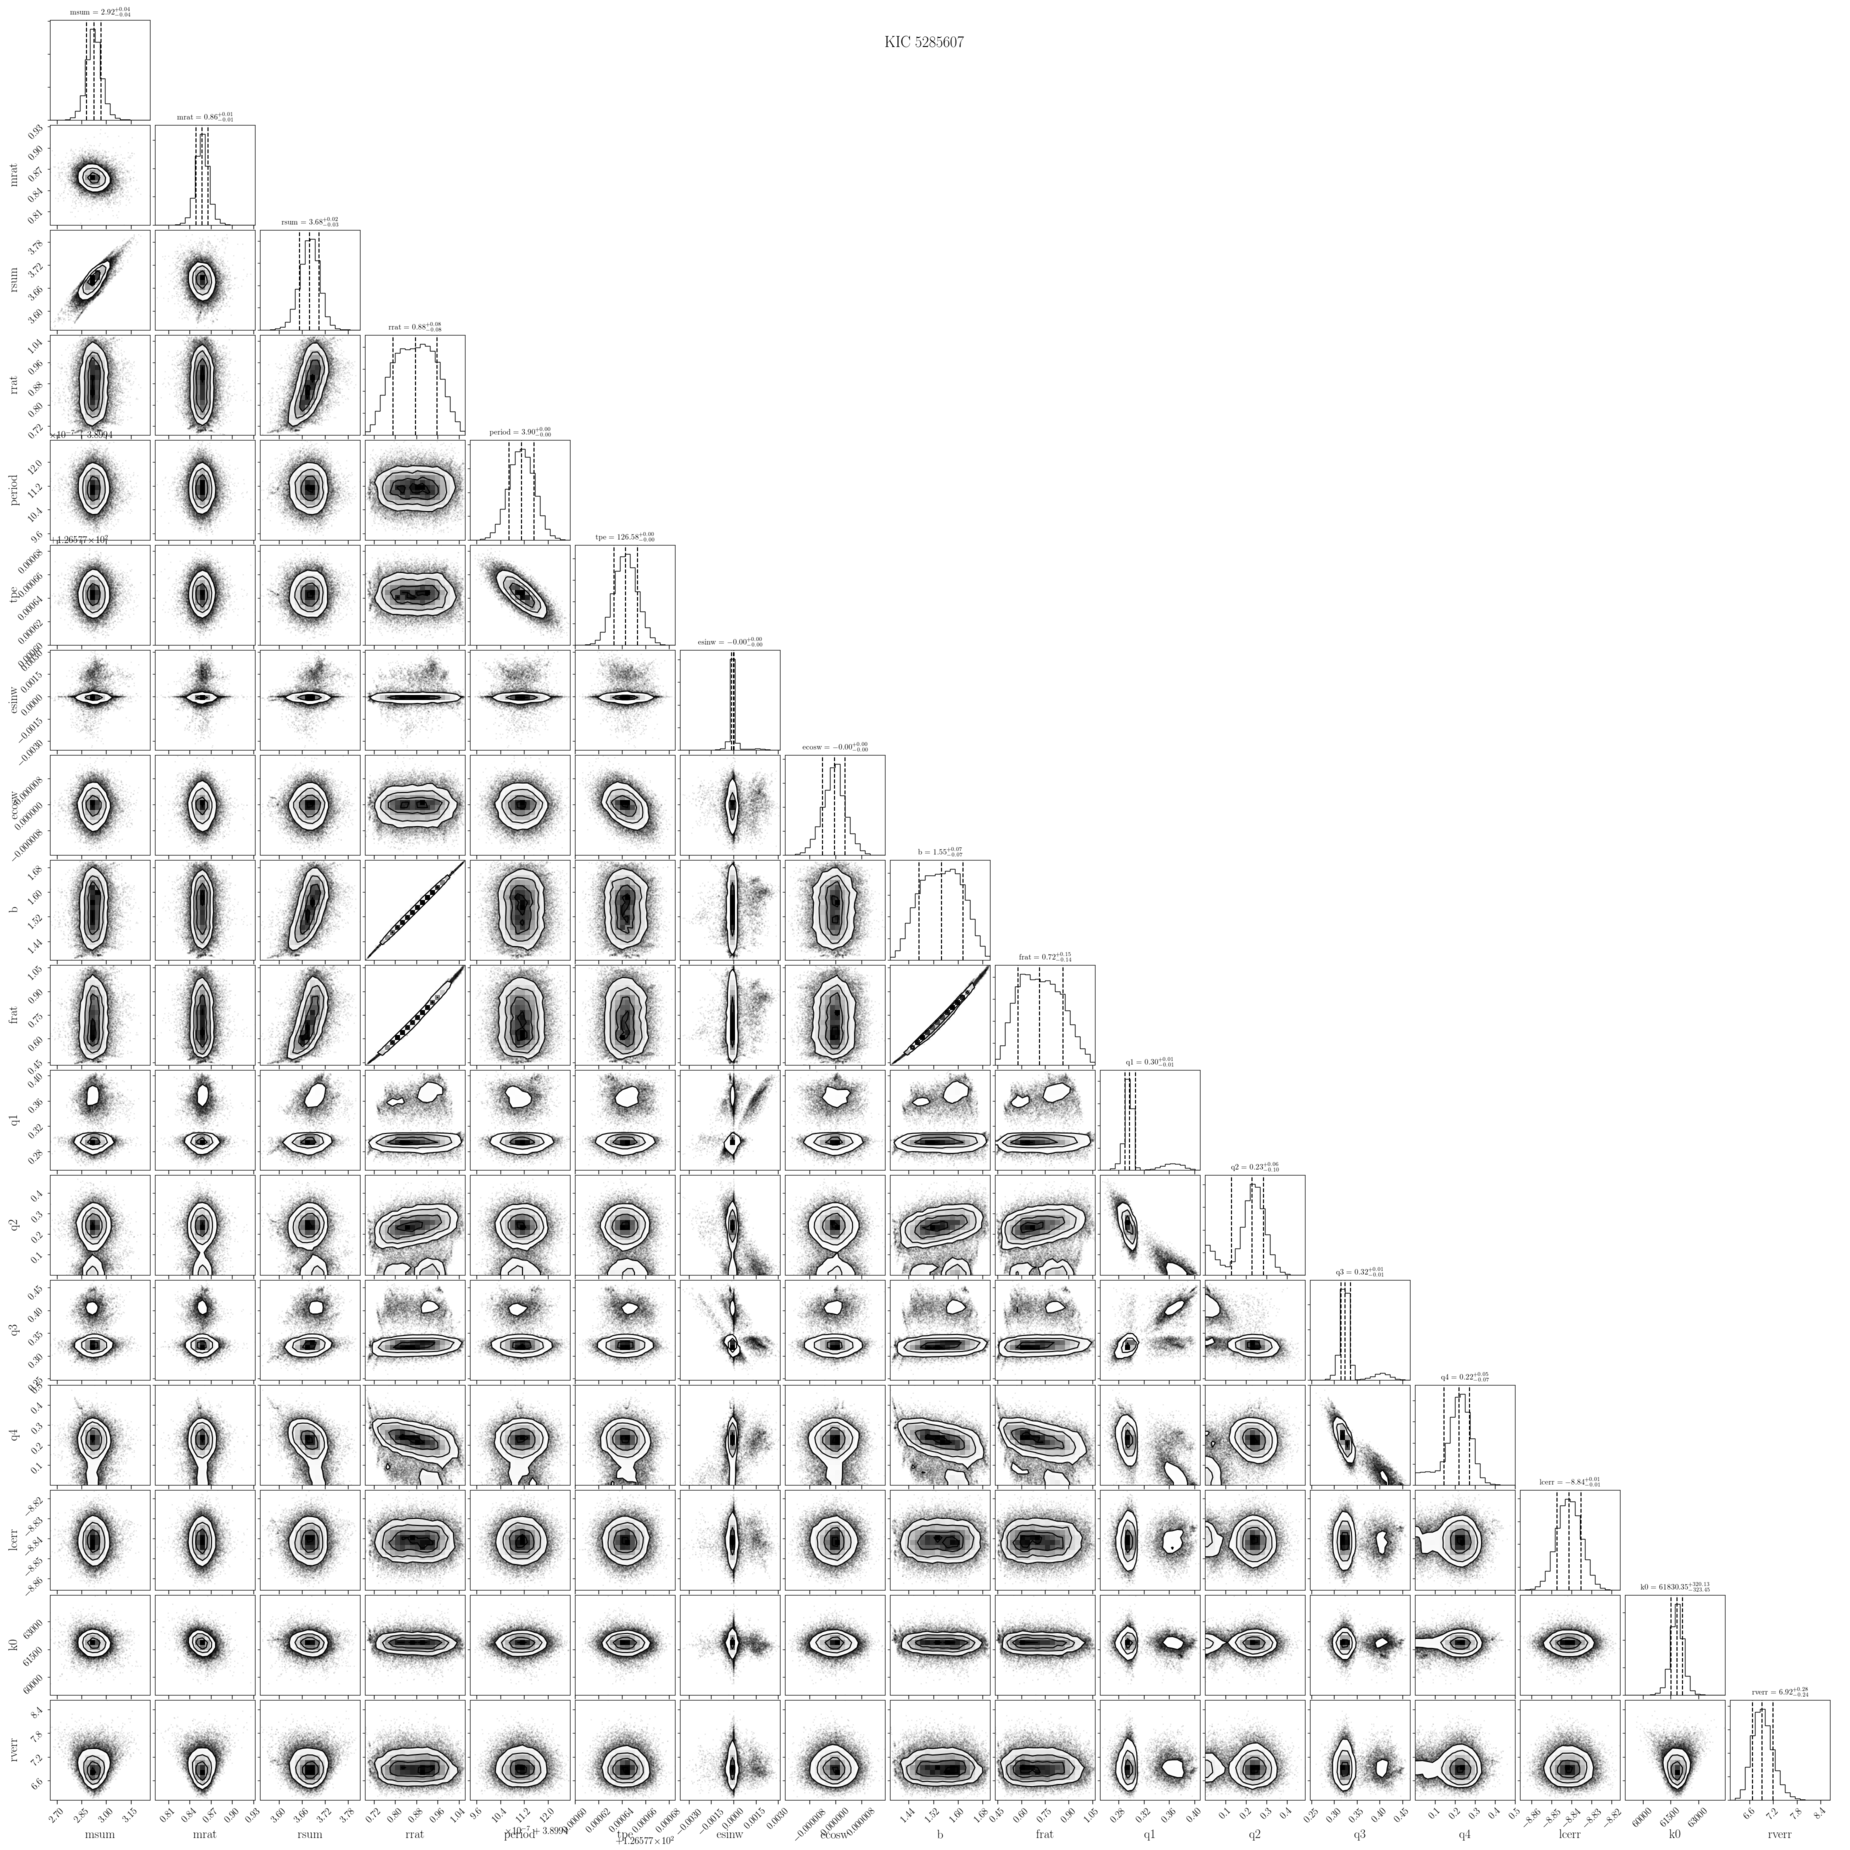 KIC 5285607
msum = 2.92+0.04−0.04
mrat = 0.86+0.01−0.01
rsum = 3.68+0.02−0.03
rrat = 0.88+0.08−0.08
period = 3.90+0.00−0.00
tpe = 126.58+0.00−0.00
esinw = −0.00+0.00−0.00
ecosw = −0.00+0.00−0.00
b = 1.55+0.07−0.07
frat = 0.72+0.15−0.14
q1 = 0.30+0.01−0.01
q2 = 0.23+0.06−0.10
q3 = 0.32+0.01−0.01
q4 = 0.22+0.05−0.07
lcerr = −8.84+0.01−0.01
k0 = 61830.35+320.13−323.45
rverr = 6.92+0.28−0.24
mrat 0.93 0.90 0.87 0.84 0.81
rsum 3.78 3.72 3.66 3.60
rrat 1.04 0.96 0.88 0.80 0.72
period 12.0 11.2 10.4 9.6
tpe 0.00068 0.00066 0.00064 0.00062 0.00060
+1.26577×10²
esinw 0.0015 0.0000 −0.0015 −0.0030
ecosw 0.000008 0.000000 −0.000008
b 1.68 1.60 1.52 1.44
frat 1.05 0.90 0.75 0.60 0.45
q1 0.40 0.36 0.32 0.28
q2 0.4 0.3 0.2 0.1
q3 0.45 0.40 0.35 0.30 0.25
q4 0.4 0.3 0.2 0.1
lcerr −8.82 −8.83 −8.84 −8.85 −8.86
k0 63000 61500 60000
rverr 8.4 7.8 7.2 6.6
2.70 2.85 3.00 3.15
0.81 0.84 0.87 0.90 0.93
3.60 3.66 3.72 3.78
0.72 0.80 0.88 0.96 1.04
9.6 10.4 11.2 12.0
0.00060 0.00062 0.00064 0.00066 0.00068
−0.0030 −0.0015 0.0000 0.0015 0.0030
−0.000008 0.000000 0.000008
1.44 1.52 1.60 1.68
0.45 0.60 0.75 0.90 1.05
0.28 0.32 0.36 0.40
0.1 0.2 0.3 0.4
0.25 0.30 0.35 0.40 0.45
0.1 0.2 0.3 0.4 0.5
−8.86 −8.85 −8.84 −8.83 −8.82
60000 61500 63000
6.6 7.2 7.8 8.4
msum mrat rsum rrat period tpe esinw ecosw b frat q1 q2 q3 q4 lcerr k0 rverr
×10⁻⁷+3.8994
+1.26577×10²